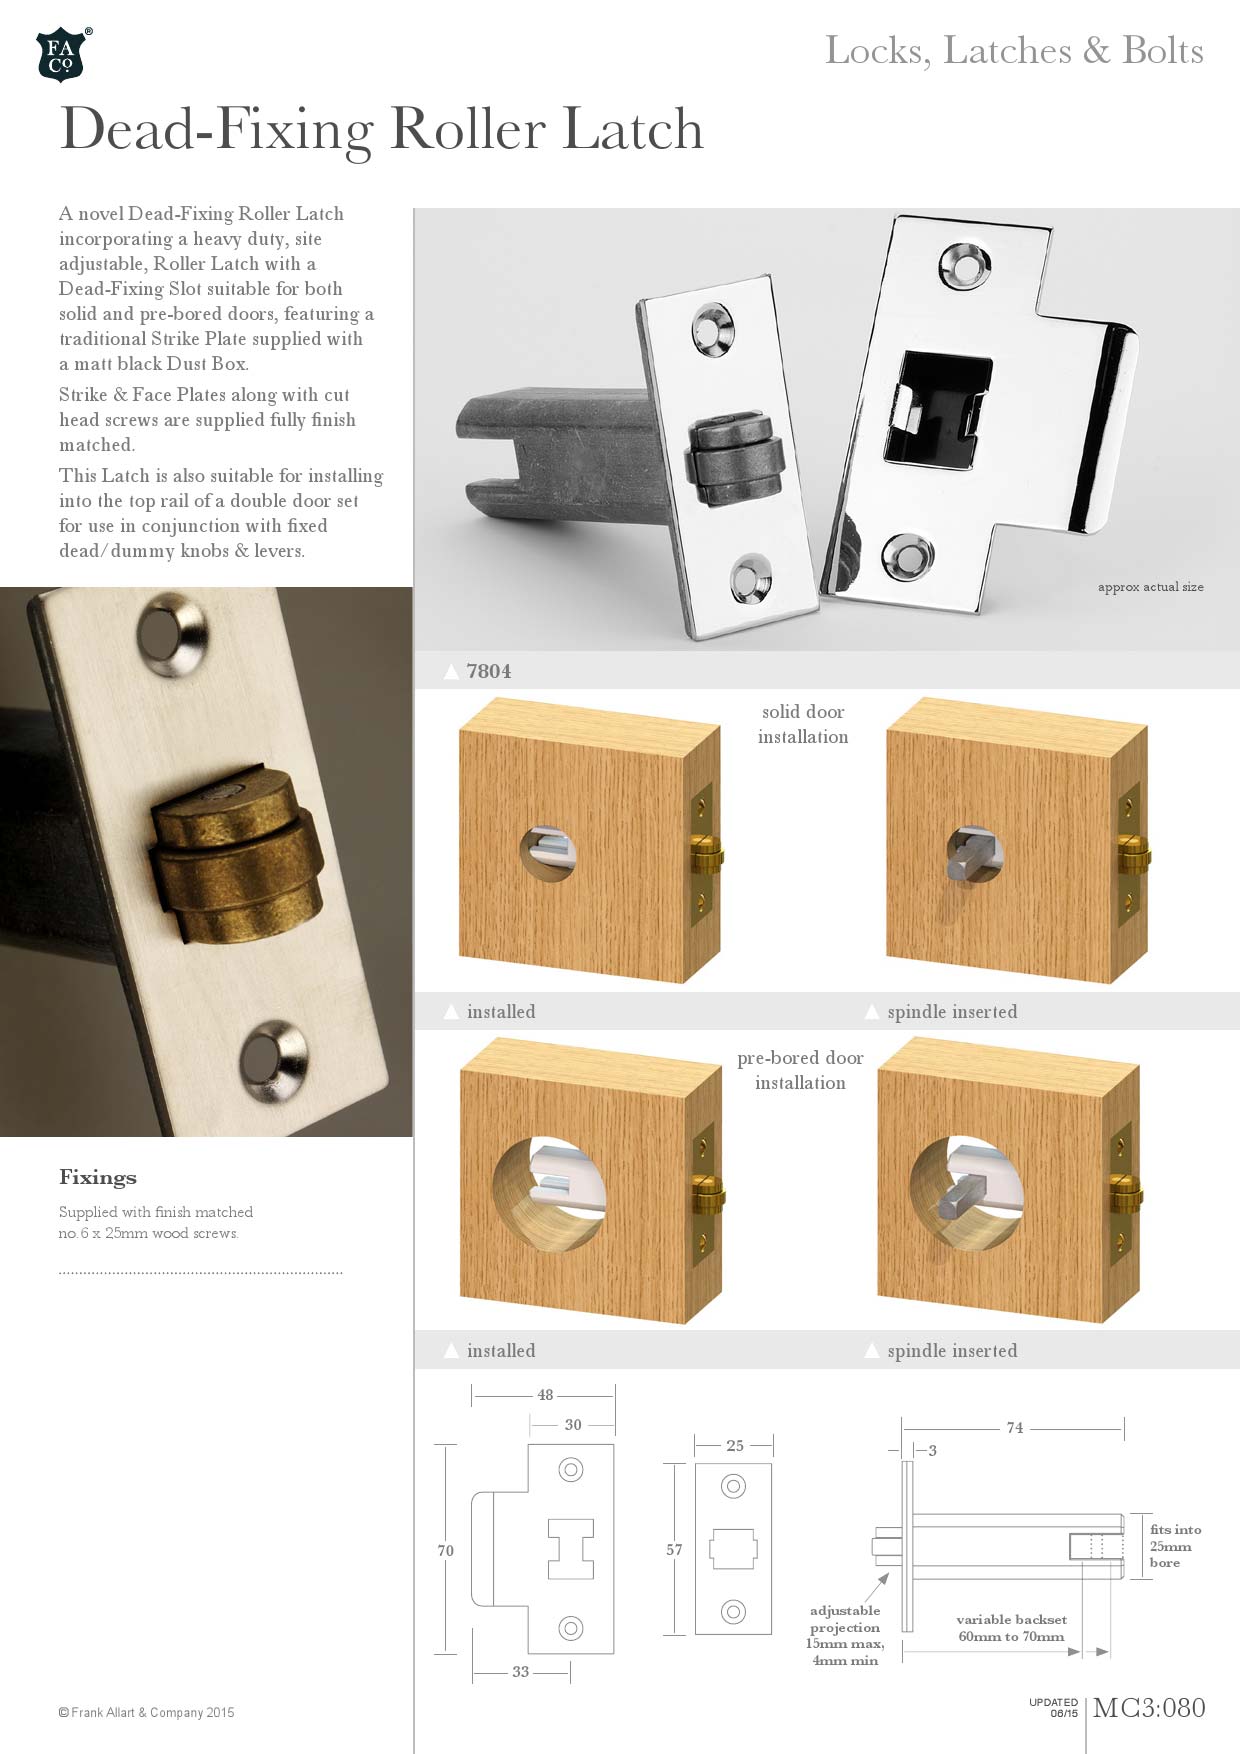 FA
Co.
®
Locks, Latches & Bolts
Dead-Fixing Roller Latch
A novel Dead-Fixing Roller Latch
incorporating a heavy duty, site
adjustable, Roller Latch with a
Dead-Fixing Slot suitable for both
solid and pre-bored doors, featuring a
traditional Strike Plate supplied with
a matt black Dust Box.
Strike & Face Plates along with cut
head screws are supplied fully finish
matched.
This Latch is also suitable for installing
into the top rail of a double door set
for use in conjunction with fixed
dead/dummy knobs & levers.
approx actual size
7804
solid door
installation
installed
spindle inserted
pre-bored door
installation
Fixings
Supplied with finish matched
no.6 x 25mm wood screws.
installed
spindle inserted
48
30
70
33
25
57
74
3
fits into
25mm
bore
adjustable
projection
15mm max,
4mm min
variable backset
60mm to 70mm
© Frank Allart & Company 2015
UPDATED
06/15
MC3:080